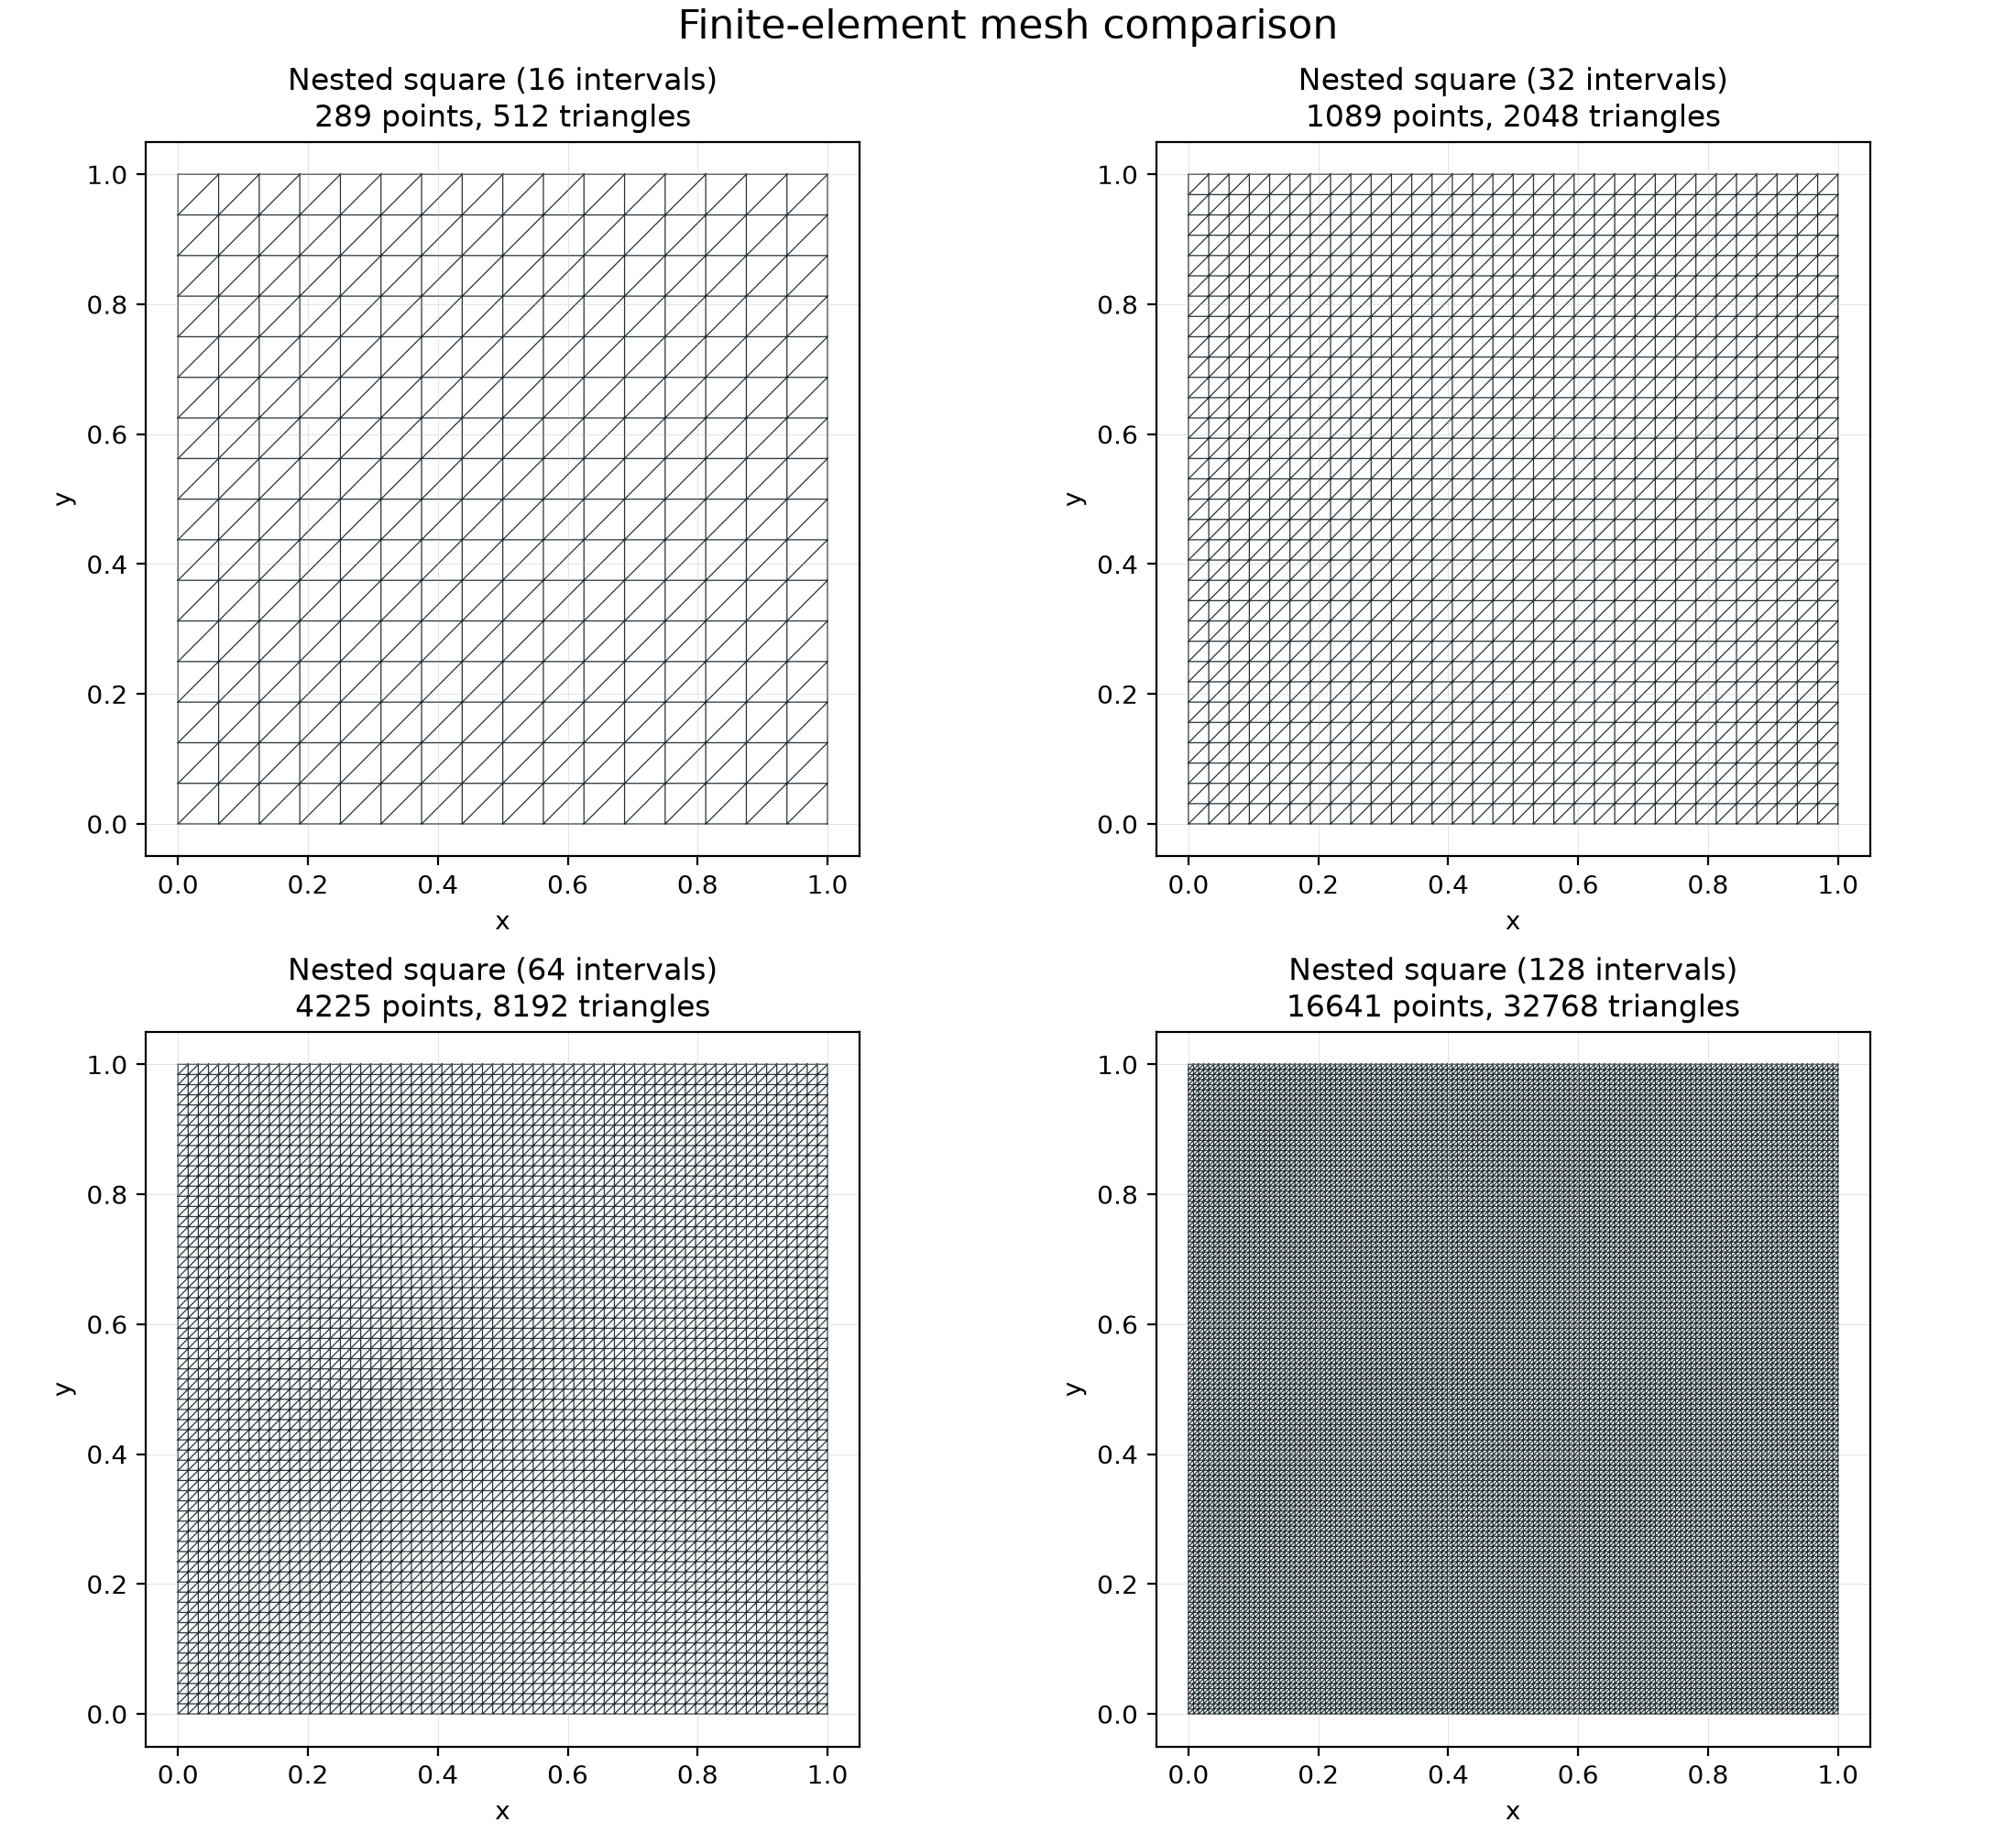 Finite-element mesh comparison
Nested square (16 intervals)
289 points, 512 triangles
1.0
0.8
0.6
0.4
0.2
0.0
y
0.0 0.2 0.4 0.6 0.8 1.0
x
Nested square (32 intervals)
1089 points, 2048 triangles
1.0
0.8
0.6
0.4
0.2
0.0
y
0.0 0.2 0.4 0.6 0.8 1.0
x
Nested square (64 intervals)
4225 points, 8192 triangles
1.0
0.8
0.6
0.4
0.2
0.0
y
0.0 0.2 0.4 0.6 0.8 1.0
x
Nested square (128 intervals)
16641 points, 32768 triangles
1.0
0.8
0.6
0.4
0.2
0.0
y
0.0 0.2 0.4 0.6 0.8 1.0
x